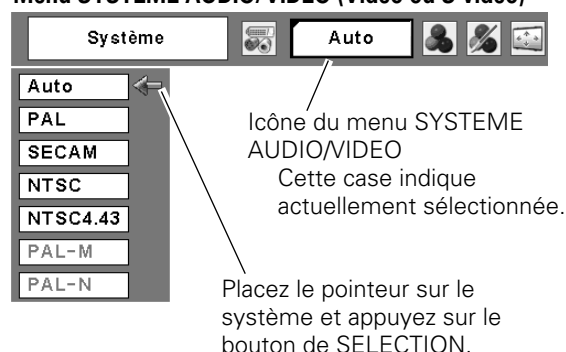 Menu SYSTEME AUDIO/VIDEO (Vidéo ou S-vidéo)
Système
Auto
Auto
PAL
SECAM
NTSC
NTSC4.43
PAL-M
PAL-N
Icône du menu SYSTEME
AUDIO/VIDEO
Cette case indique
actuellement sélectionnée.
Placez le pointeur sur le
système et appuyez sur le
bouton de SELECTION.